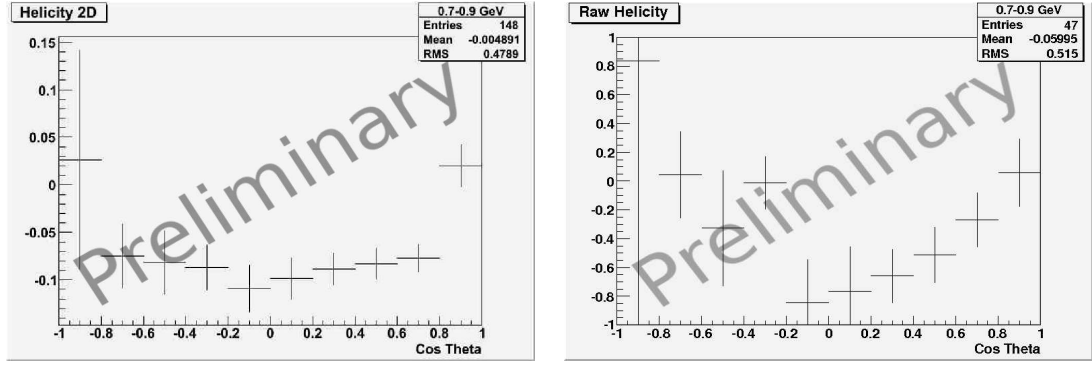 Helicity 2D
0.7-0.9 GeV
Entries 148
Mean -0.004891
RMS 0.4789
0.15
0.1
0.05
0
-0.05
-0.1
-1 -0.8 -0.6 -0.4 -0.2 0 0.2 0.4 0.6 0.8 1
Cos Theta
Preliminary
Raw Helicity
0.7-0.9 GeV
Entries 47
Mean -0.05995
RMS 0.515
1
0.8
0.6
0.4
0.2
0
-0.2
-0.4
-0.6
-0.8
-1
-1 -0.8 -0.6 -0.4 -0.2 0 0.2 0.4 0.6 0.8 1
Cos Theta
Preliminary